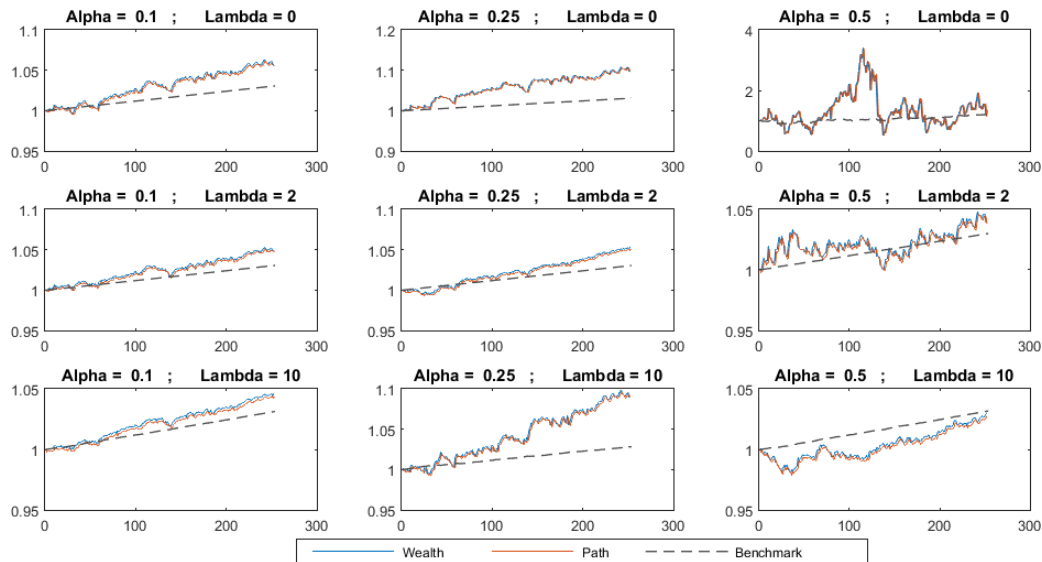 Alpha = 0.1 ; Lambda = 0
1.1
1.05
1
0.95
0 100 200 300
Alpha = 0.25 ; Lambda = 0
1.2
1.1
1
0.9
0 100 200 300
Alpha = 0.5 ; Lambda = 0
4
2
0
0 100 200 300
Alpha = 0.1 ; Lambda = 2
1.1
1.05
1
0.95
0 100 200 300
Alpha = 0.25 ; Lambda = 2
1.1
1.05
1
0.95
0 100 200 300
Alpha = 0.5 ; Lambda = 2
1.05
1
0.95
0 100 200 300
Alpha = 0.1 ; Lambda = 10
1.05
1
0.95
0 100 200 300
Alpha = 0.25 ; Lambda = 10
1.1
1.05
1
0.95
0 100 200 300
Alpha = 0.5 ; Lambda = 10
1.05
1
0.95
0 100 200 300
Wealth Path Benchmark